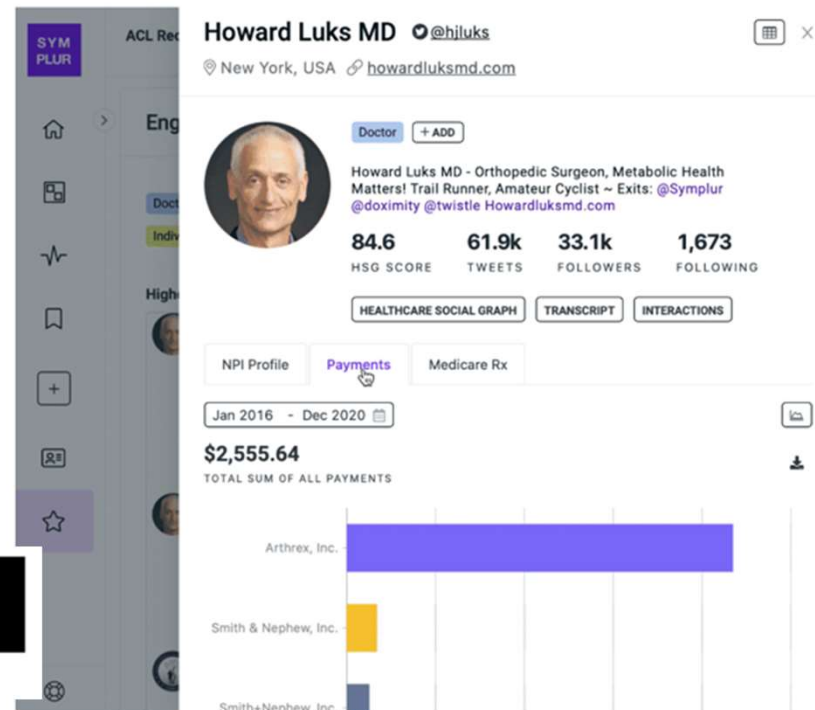 SYM
PLUR
ACL Rec
Howard Luks MD @hjluks
New York, USA howardluksmd.com
Eng
Doctor + ADD
Howard Luks MD - Orthopedic Surgeon, Metabolic Health
Matters! Trail Runner, Amateur Cyclist ~ Exits: @Symplur
@doximity @twistle Howardluksmd.com
Doct
Indiv
84.6 61.9k 33.1k 1,673
HSG SCORE TWEETS FOLLOWERS FOLLOWING
High
HEALTHCARE SOCIAL GRAPH TRANSCRIPT INTERACTIONS
NPI Profile Payments Medicare Rx
Jan 2016 - Dec 2020
$2,555.64
TOTAL SUM OF ALL PAYMENTS
Arthrex, Inc.
Smith & Nephew, Inc.
Smith+Nephew, Inc.